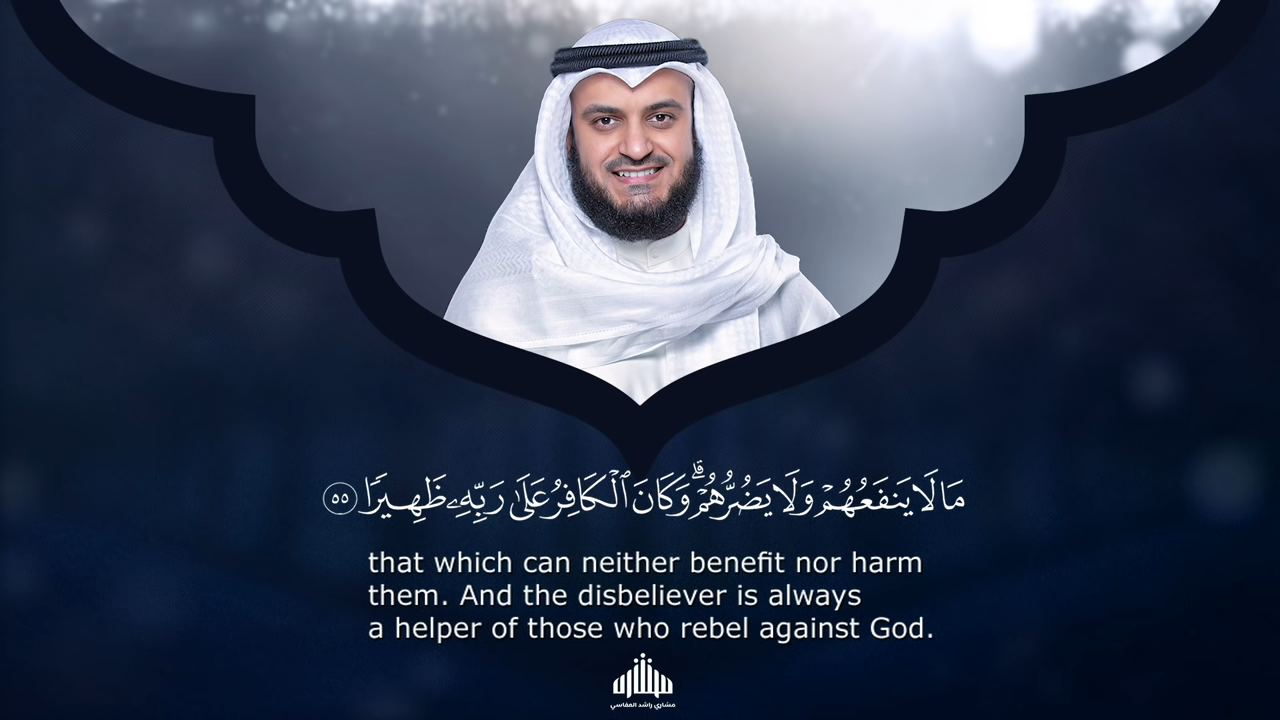 مَا لَا يَنفَعُهُمْ وَلَا يَضُرُّهُمْ ۗ وَكَانَ ٱلْكَافِرُ عَلَىٰ رَبِّهِۦ ظَهِيرًا ٥٥
that which can neither benefit nor harm
them. And the disbeliever is always
a helper of those who rebel against God.
مشاري راشد العفاسي